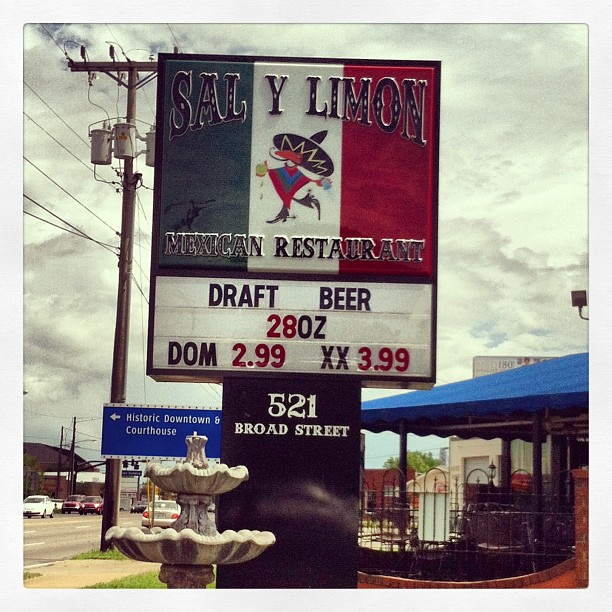 SAL Y LIMON
MEXICAN RESTAURANT
DRAFT BEER
28OZ
DOM 2.99 XX 3.99
521
BROAD STREET
Historic Downtown &
Courthouse